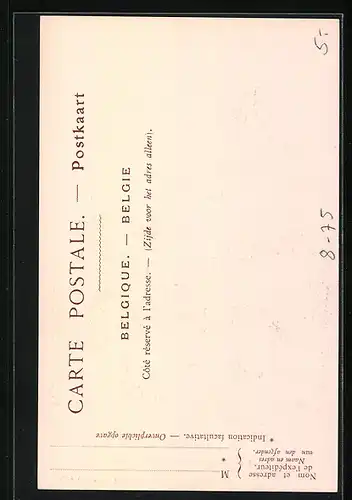 CARTE POSTALE. — Postkaart
BELGIQUE. — BELGIE
Côté réservé à l'adresse. — (Zijde voor het adres alleen).
* Indication facultative. — Onverplichte opgave
M *
Nom et adresse
de l'expéditeur.
Naam en adres
van den afzender.
8-75
5-